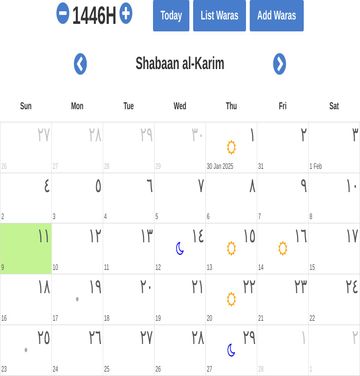 1446H Today List Waras Add Waras
Shabaan al-Karim
Sun Mon Tue Wed Thu Fri Sat
٢٧ ٢٨ ٢٩ ٣٠ ١ ٢ ٣
26 27 28 29 30 Jan 2025 31 1 Feb
٤ ٥ ٦ ٧ ٨ ٩ ١٠
2 3 4 5 6 7 8
١١ ١٢ ١٣ ١٤ ١٥ ١٦ ١٧
9 10 11 12 13 14 15
١٨ ١٩ ٢٠ ٢١ ٢٢ ٢٣ ٢٤
16 17 18 19 20 21 22
٢٥ ٢٦ ٢٧ ٢٨ ٢٩ ١ ٢
23 24 25 26 27 28 1